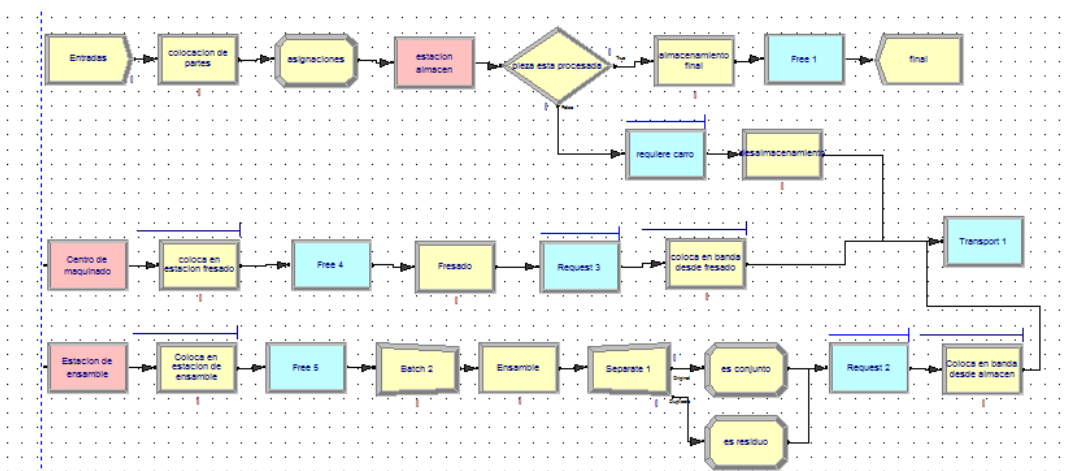 Entradas
colocacion de
partes
asignaciones
estacion
almacen
pieza esta procesada
True
False
almacenamiento
final
Free 1
final
requiere carro
desalmacenamiento
Centro de
maquinado
coloca en
estacion fresado
Free 4
Fresado
Request 3
coloca en banda
desde fresado
Transport 1
Estacion de
ensamble
Coloca en
estacion de
ensamble
Free 5
Batch 2
Ensamble
Separate 1
Original
Duplicate
es conjunto
es residuo
Request 2
Coloca en banda
desde almacen